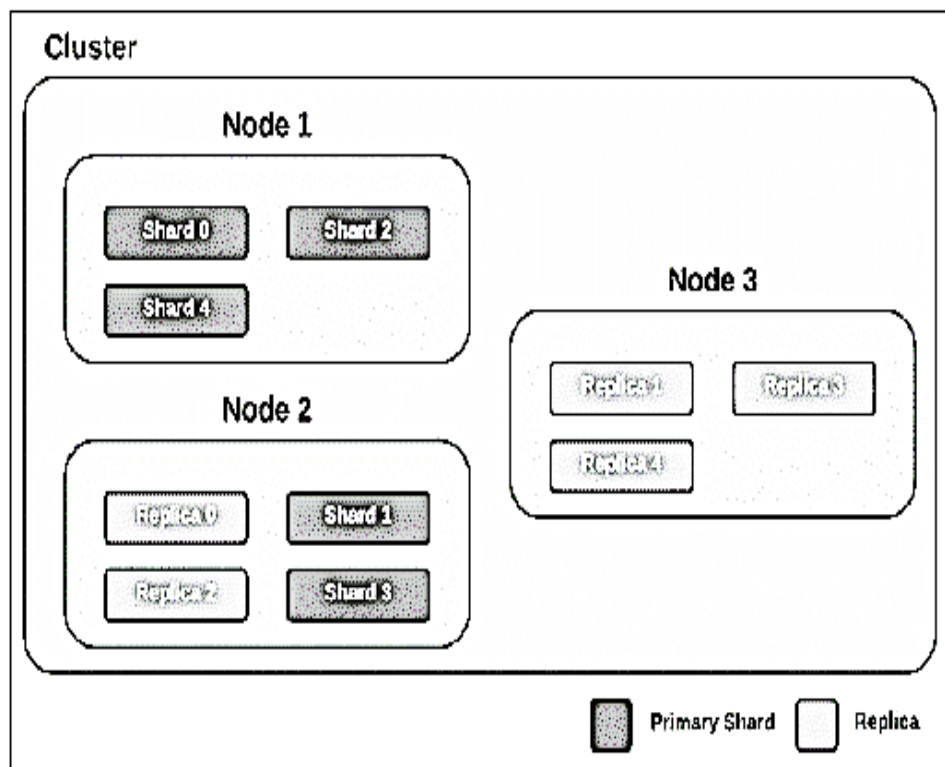 Cluster
Node 1
Shard 0
Shard 2
Shard 4
Node 2
Replica 0
Shard 1
Replica 2
Shard 3
Node 3
Replica 1
Replica 3
Replica 4
Primary Shard
Replica